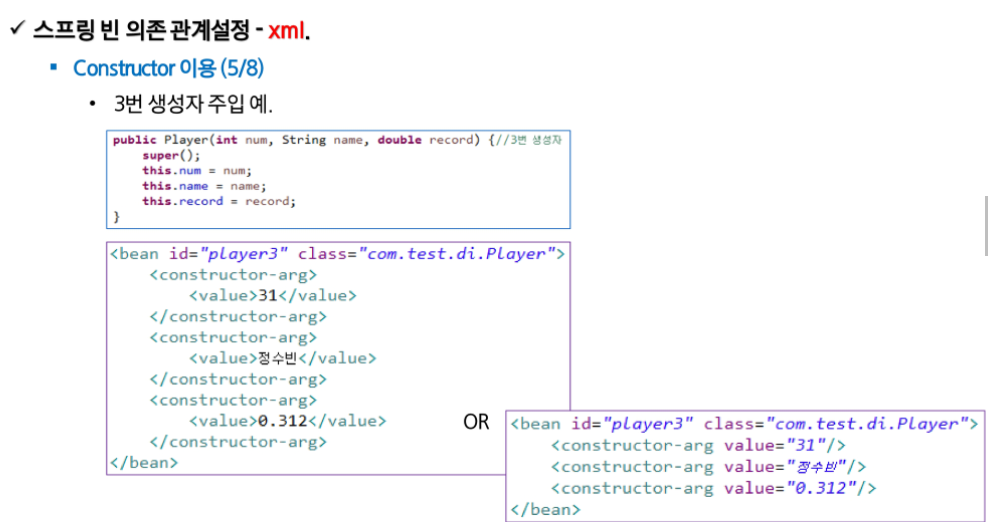 ✓ 스프링 빈 의존 관계설정 - xml.
▪ Constructor 이용 (5/8)
• 3번 생성자 주입 예.
public Player(int num, String name, double record) {//3번 생성자
super();
this.num = num;
this.name = name;
this.record = record;
}
<bean id="player3" class="com.test.di.Player">
<constructor-arg>
<value>31</value>
</constructor-arg>
<constructor-arg>
<value>정수빈</value>
</constructor-arg>
<constructor-arg>
<value>0.312</value>
</constructor-arg>
</bean>
OR
<bean id="player3" class="com.test.di.Player">
<constructor-arg value="31"/>
<constructor-arg value="정수빈"/>
<constructor-arg value="0.312"/>
</bean>